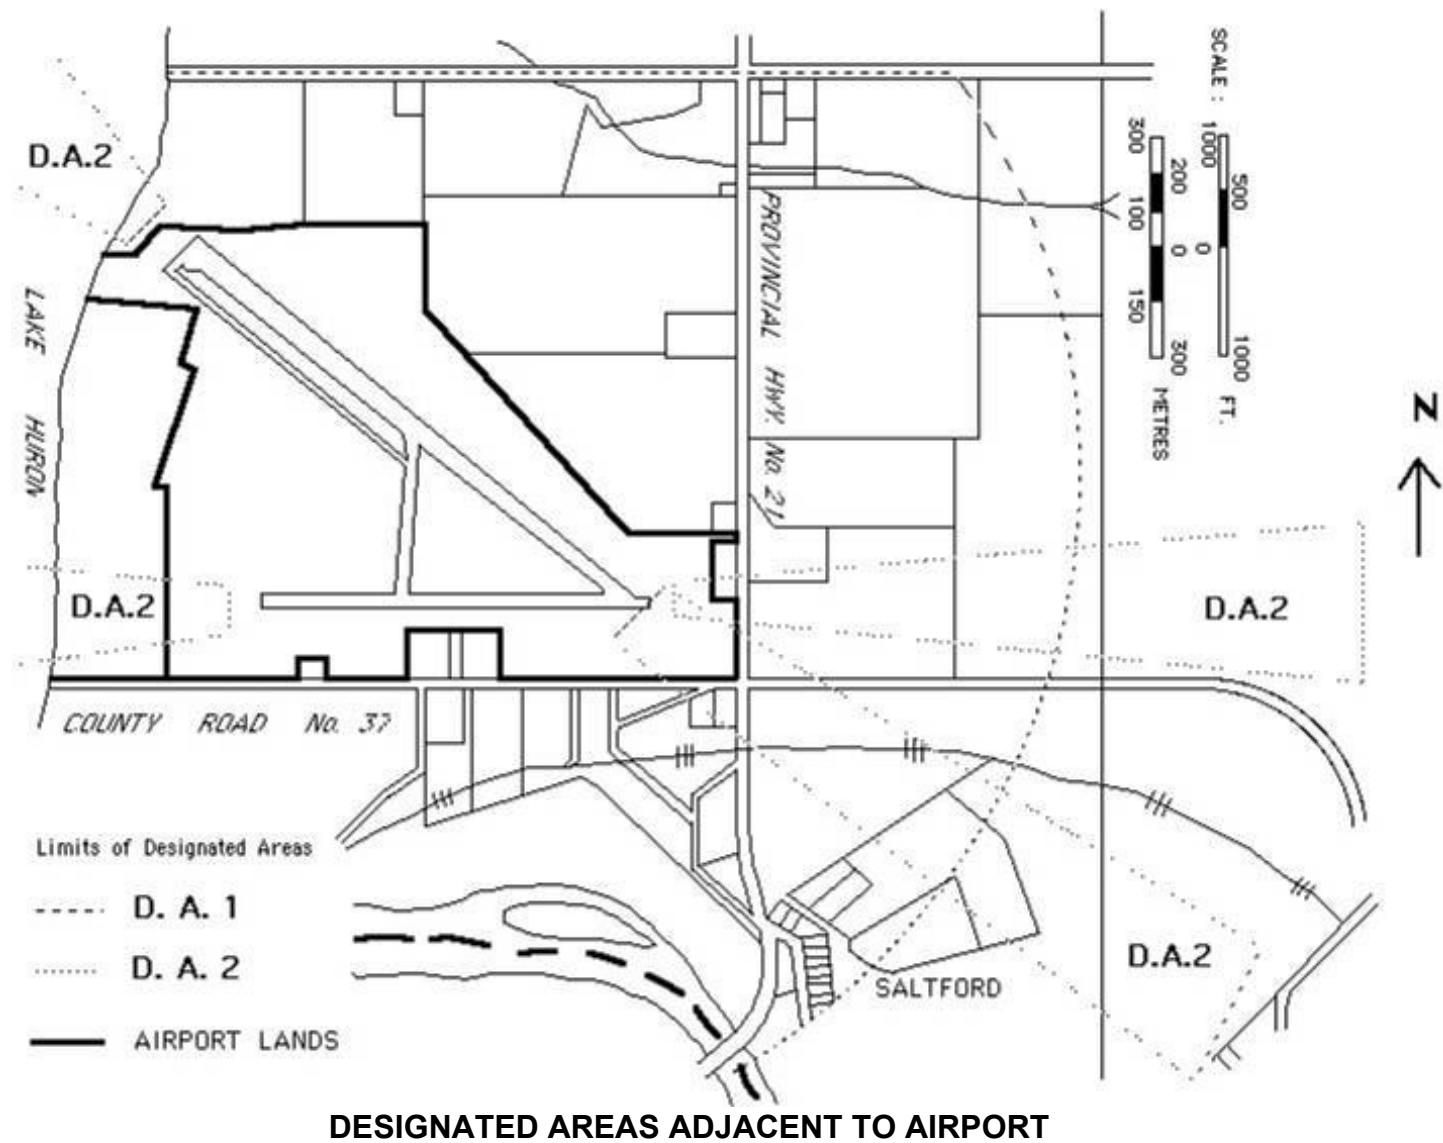 D.A.2
LAKE HURON
PROVINCIAL HWY. No. 21
SCALE :
1000 500 0 1000 FT.
300 200 100 0 150 300 METRES
N
D.A.2
D.A.2
COUNTY ROAD No. 37
Limits of Designated Areas
D. A. 1
D. A. 2
AIRPORT LANDS
SALTFORD
D.A.2
DESIGNATED AREAS ADJACENT TO AIRPORT